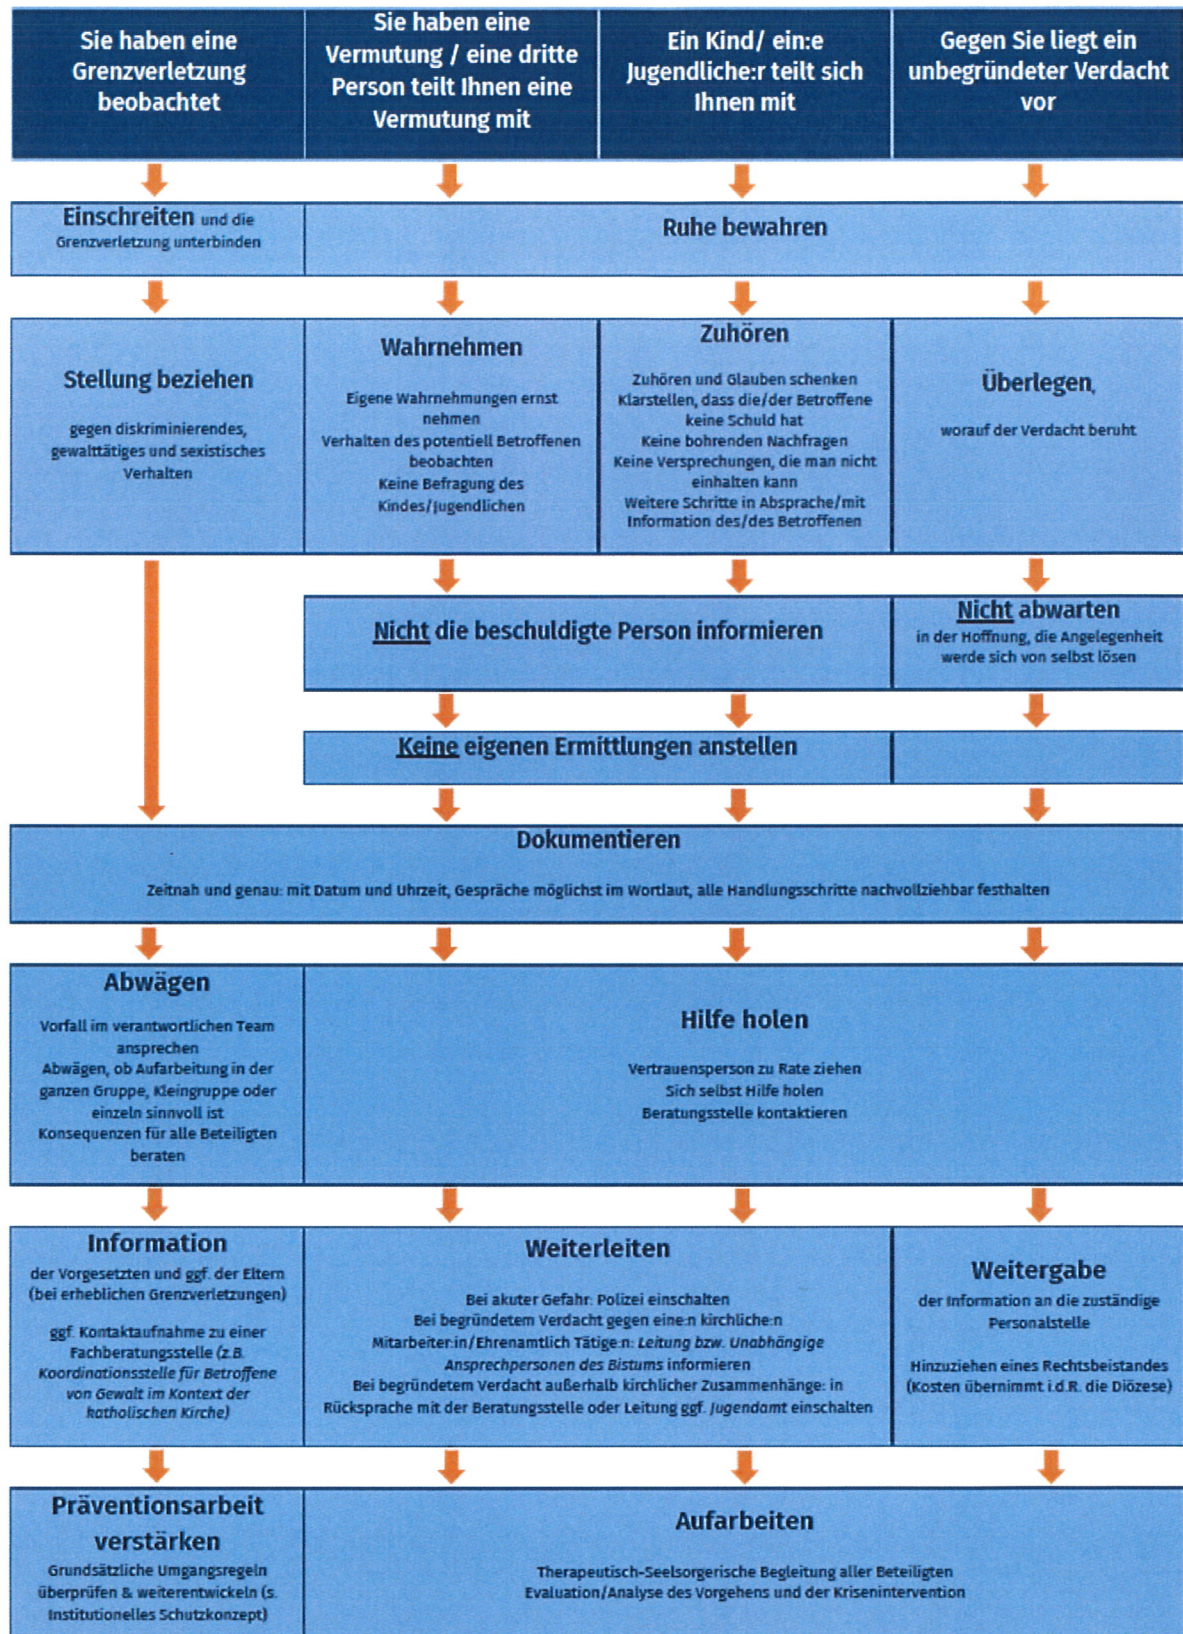 Sie haben eine
Grenzverletzung
beobachtet
Sie haben eine
Vermutung / eine dritte
Person teilt Ihnen eine
Vermutung mit
Ein Kind/ ein:e
Jugendliche:r teilt sich
Ihnen mit
Gegen Sie liegt ein
unbegründeter Verdacht
vor
Einschreiten und die
Grenzverletzung unterbinden
Ruhe bewahren
Stellung beziehen
gegen diskriminierendes,
gewalttätiges und sexistisches
Verhalten
Wahrnehmen
Eigene Wahrnehmungen ernst
nehmen
Verhalten des potentiell Betroffenen
beobachten
Keine Befragung des
Kindes/Jugendlichen
Zuhören
Zuhören und Glauben schenken
Klarstellen, dass die/der Betroffene
keine Schuld hat
Keine bohrenden Nachfragen
Keine Versprechungen, die man nicht
einhalten kann
Weitere Schritte in Absprache/mit
Information des/des Betroffenen
Überlegen,
worauf der Verdacht beruht
Nicht die beschuldigte Person informieren
Nicht abwarten
in der Hoffnung, die Angelegenheit
werde sich von selbst lösen
Keine eigenen Ermittlungen anstellen
Dokumentieren
Zeitnah und genau: mit Datum und Uhrzeit, Gespräche möglichst im Wortlaut, alle Handlungsschritte nachvollziehbar festhalten
Abwägen
Vorfall im verantwortlichen Team
ansprechen
Abwägen, ob Aufarbeitung in der
ganzen Gruppe, Kleingruppe oder
einzeln sinnvoll ist
Konsequenzen für alle Beteiligten
beraten
Hilfe holen
Vertrauensperson zu Rate ziehen
Sich selbst Hilfe holen
Beratungsstelle kontaktieren
Information
der Vorgesetzten und ggf. der Eltern
(bei erheblichen Grenzverletzungen)
ggf. Kontaktaufnahme zu einer
Fachberatungsstelle (z.B.
Koordinationsstelle für Betroffene
von Gewalt im Kontext der
katholischen Kirche)
Weiterleiten
Bei akuter Gefahr: Polizei einschalten
Bei begründetem Verdacht gegen eine:n kirchliche:n
Mitarbeiter:in/Ehrenamtlich Tätige:n: Leitung bzw. Unabhängige
Ansprechpersonen des Bistums informieren
Bei begründetem Verdacht außerhalb kirchlicher Zusammenhänge: in
Rücksprache mit der Beratungsstelle oder Leitung ggf. Jugendamt einschalten
Weitergabe
der Information an die zuständige
Personalstelle
Hinzuziehen eines Rechtsbeistandes
(Kosten übernimmt i.d.R. die Diözese)
Präventionsarbeit
verstärken
Grundsätzliche Umgangsregeln
überprüfen & weiterentwickeln (s.
Institutionelles Schutzkonzept)
Aufarbeiten
Therapeutisch-Seelsorgerische Begleitung aller Beteiligten
Evaluation/Analyse des Vorgehens und der Krisenintervention